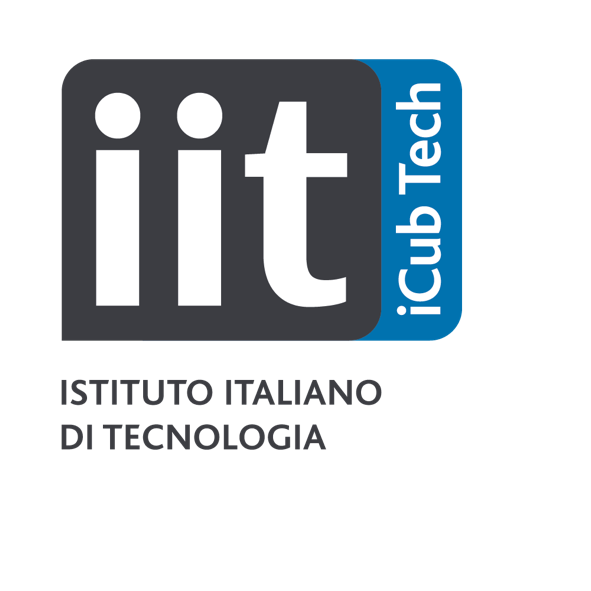 iit
iCub Tech
ISTITUTO ITALIANO
DI TECNOLOGIA